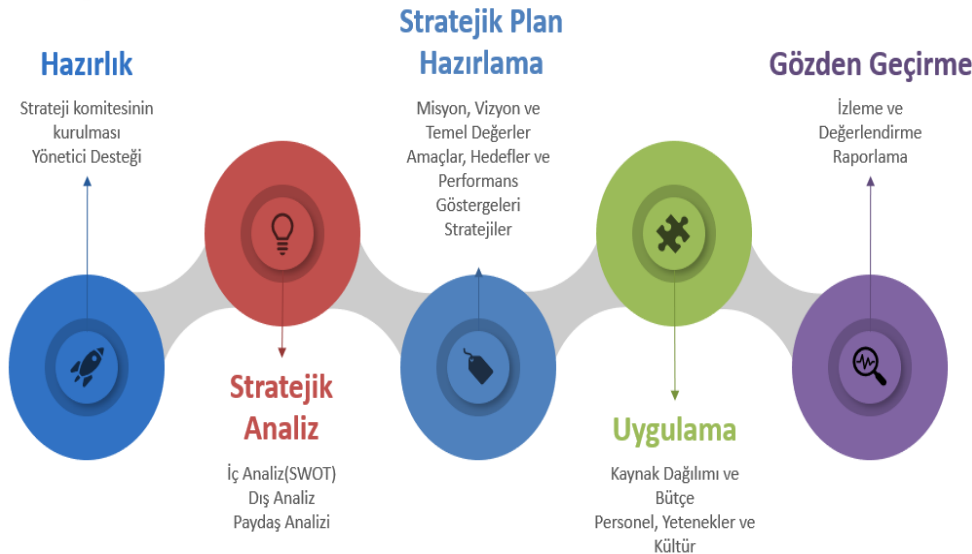 Hazırlık
Strateji komitesinin
kurulması
Yönetici Desteği
Stratejik
Analiz
İç Analiz(SWOT)
Dış Analiz
Paydaş Analizi
Stratejik Plan
Hazırlama
Misyon, Vizyon ve
Temel Değerler
Amaçlar, Hedefler ve
Performans
Göstergeleri
Stratejiler
Uygulama
Kaynak Dağılımı ve
Bütçe
Personel, Yetenekler ve
Kültür
Gözden Geçirme
İzleme ve
Değerlendirme
Raporlama